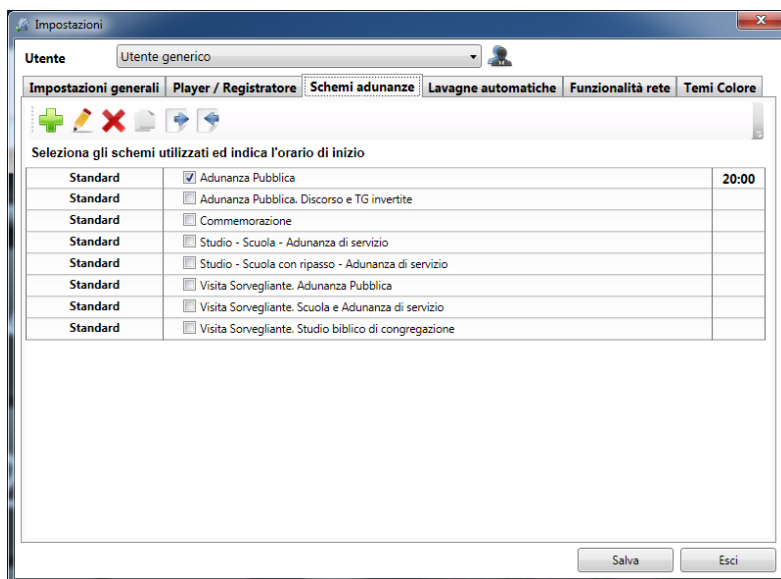 Impostazioni
Utente Utente generico
Impostazioni generali Player / Registratore Schemi adunanze Lavagne automatiche Funzionalità rete Temi Colore
Seleziona gli schemi utilizzati ed indica l'orario di inizio
Standard Adunanza Pubblica 20:00
Standard Adunanza Pubblica. Discorso e TG invertite
Standard Commemorazione
Standard Studio - Scuola - Adunanza di servizio
Standard Studio - Scuola con ripasso - Adunanza di servizio
Standard Visita Sorvegliante. Adunanza Pubblica
Standard Visita Sorvegliante. Scuola e Adunanza di servizio
Standard Visita Sorvegliante. Studio biblico di congregazione
Salva Esci